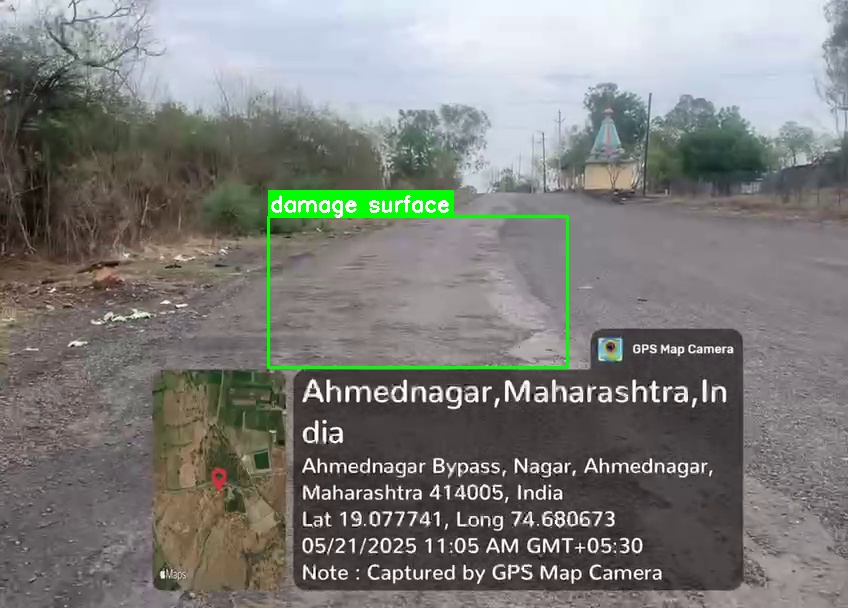 damage surface
GPS Map Camera
Ahmednagar,Maharashtra,In
dia
Ahmednagar Bypass, Nagar, Ahmednagar,
Maharashtra 414005, India
Lat 19.077741, Long 74.680673
05/21/2025 11:05 AM GMT+05:30
Note : Captured by GPS Map Camera
Maps